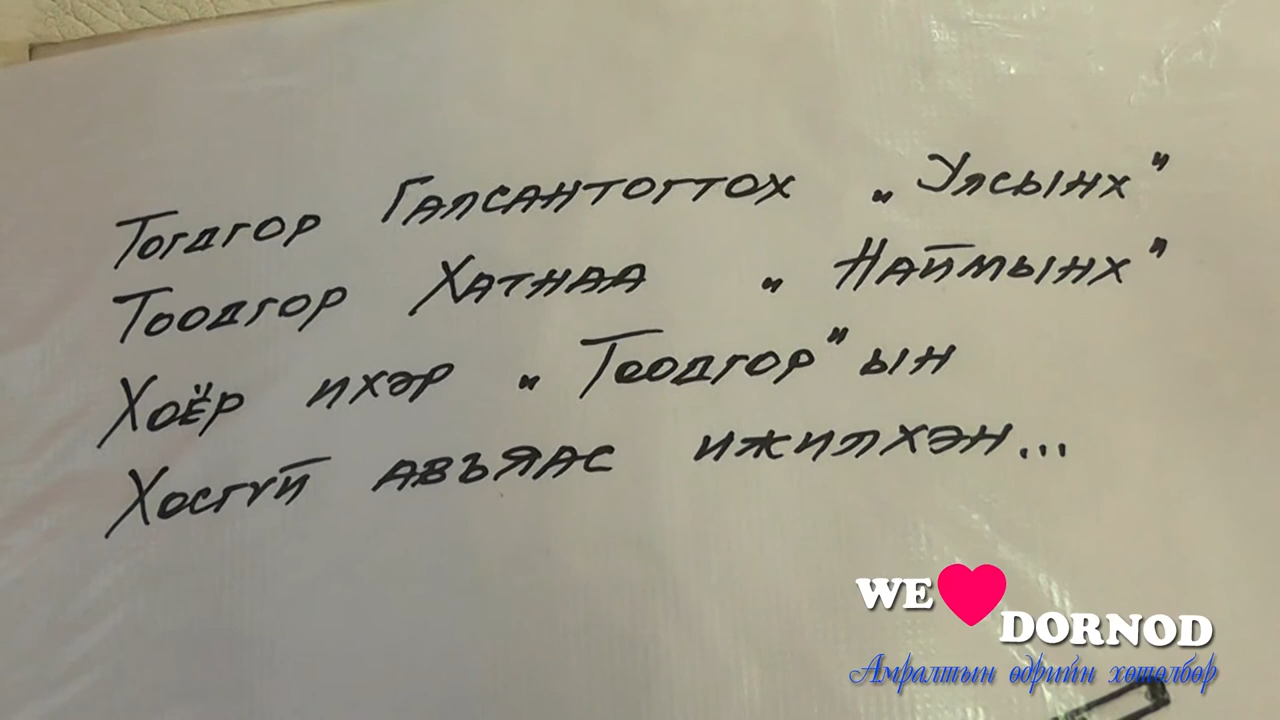 Тогдгор Галсантогтох „Улсынх”
Тоодгор Хатнаа „Наймынх”
Хоёр ихэр „Тоодгор” ын
Хосгүй авъяас ижилхэн...
WE DORNOD
Амралтын өдрийн хөтөлбөр